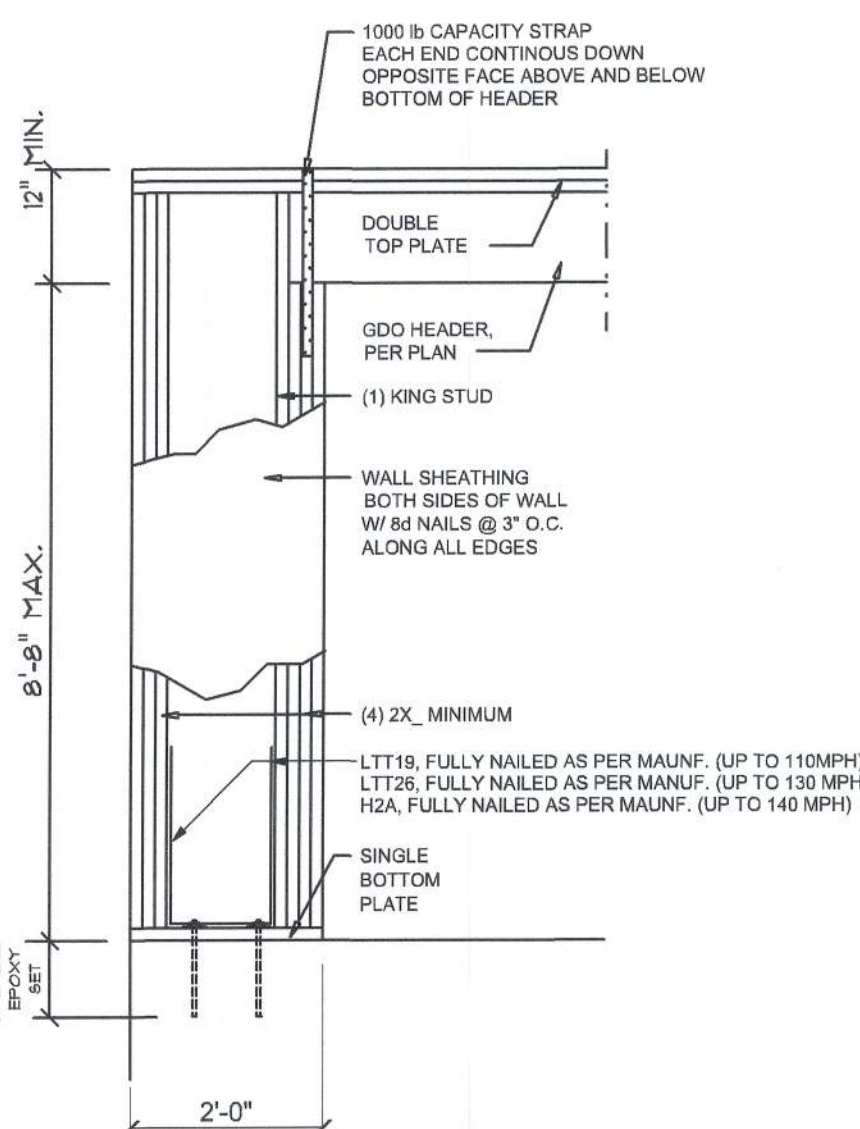 1000 lb CAPACITY STRAP
EACH END CONTINOUS DOWN
OPPOSITE FACE ABOVE AND BELOW
BOTTOM OF HEADER
12" MIN.
DOUBLE
TOP PLATE
GDO HEADER,
PER PLAN
(1) KING STUD
WALL SHEATHING
BOTH SIDES OF WALL
W/ 8d NAILS @ 3" O.C.
ALONG ALL EDGES
8'-8" MAX.
(4) 2X_ MINIMUM
LTT19, FULLY NAILED AS PER MAUNF. (UP TO 110MPH)
LTT26, FULLY NAILED AS PER MANUF. (UP TO 130 MPH
H2A, FULLY NAILED AS PER MAUNF. (UP TO 140 MPH)
SINGLE
BOTTOM
PLATE
EPOXY
SET
2'-0"